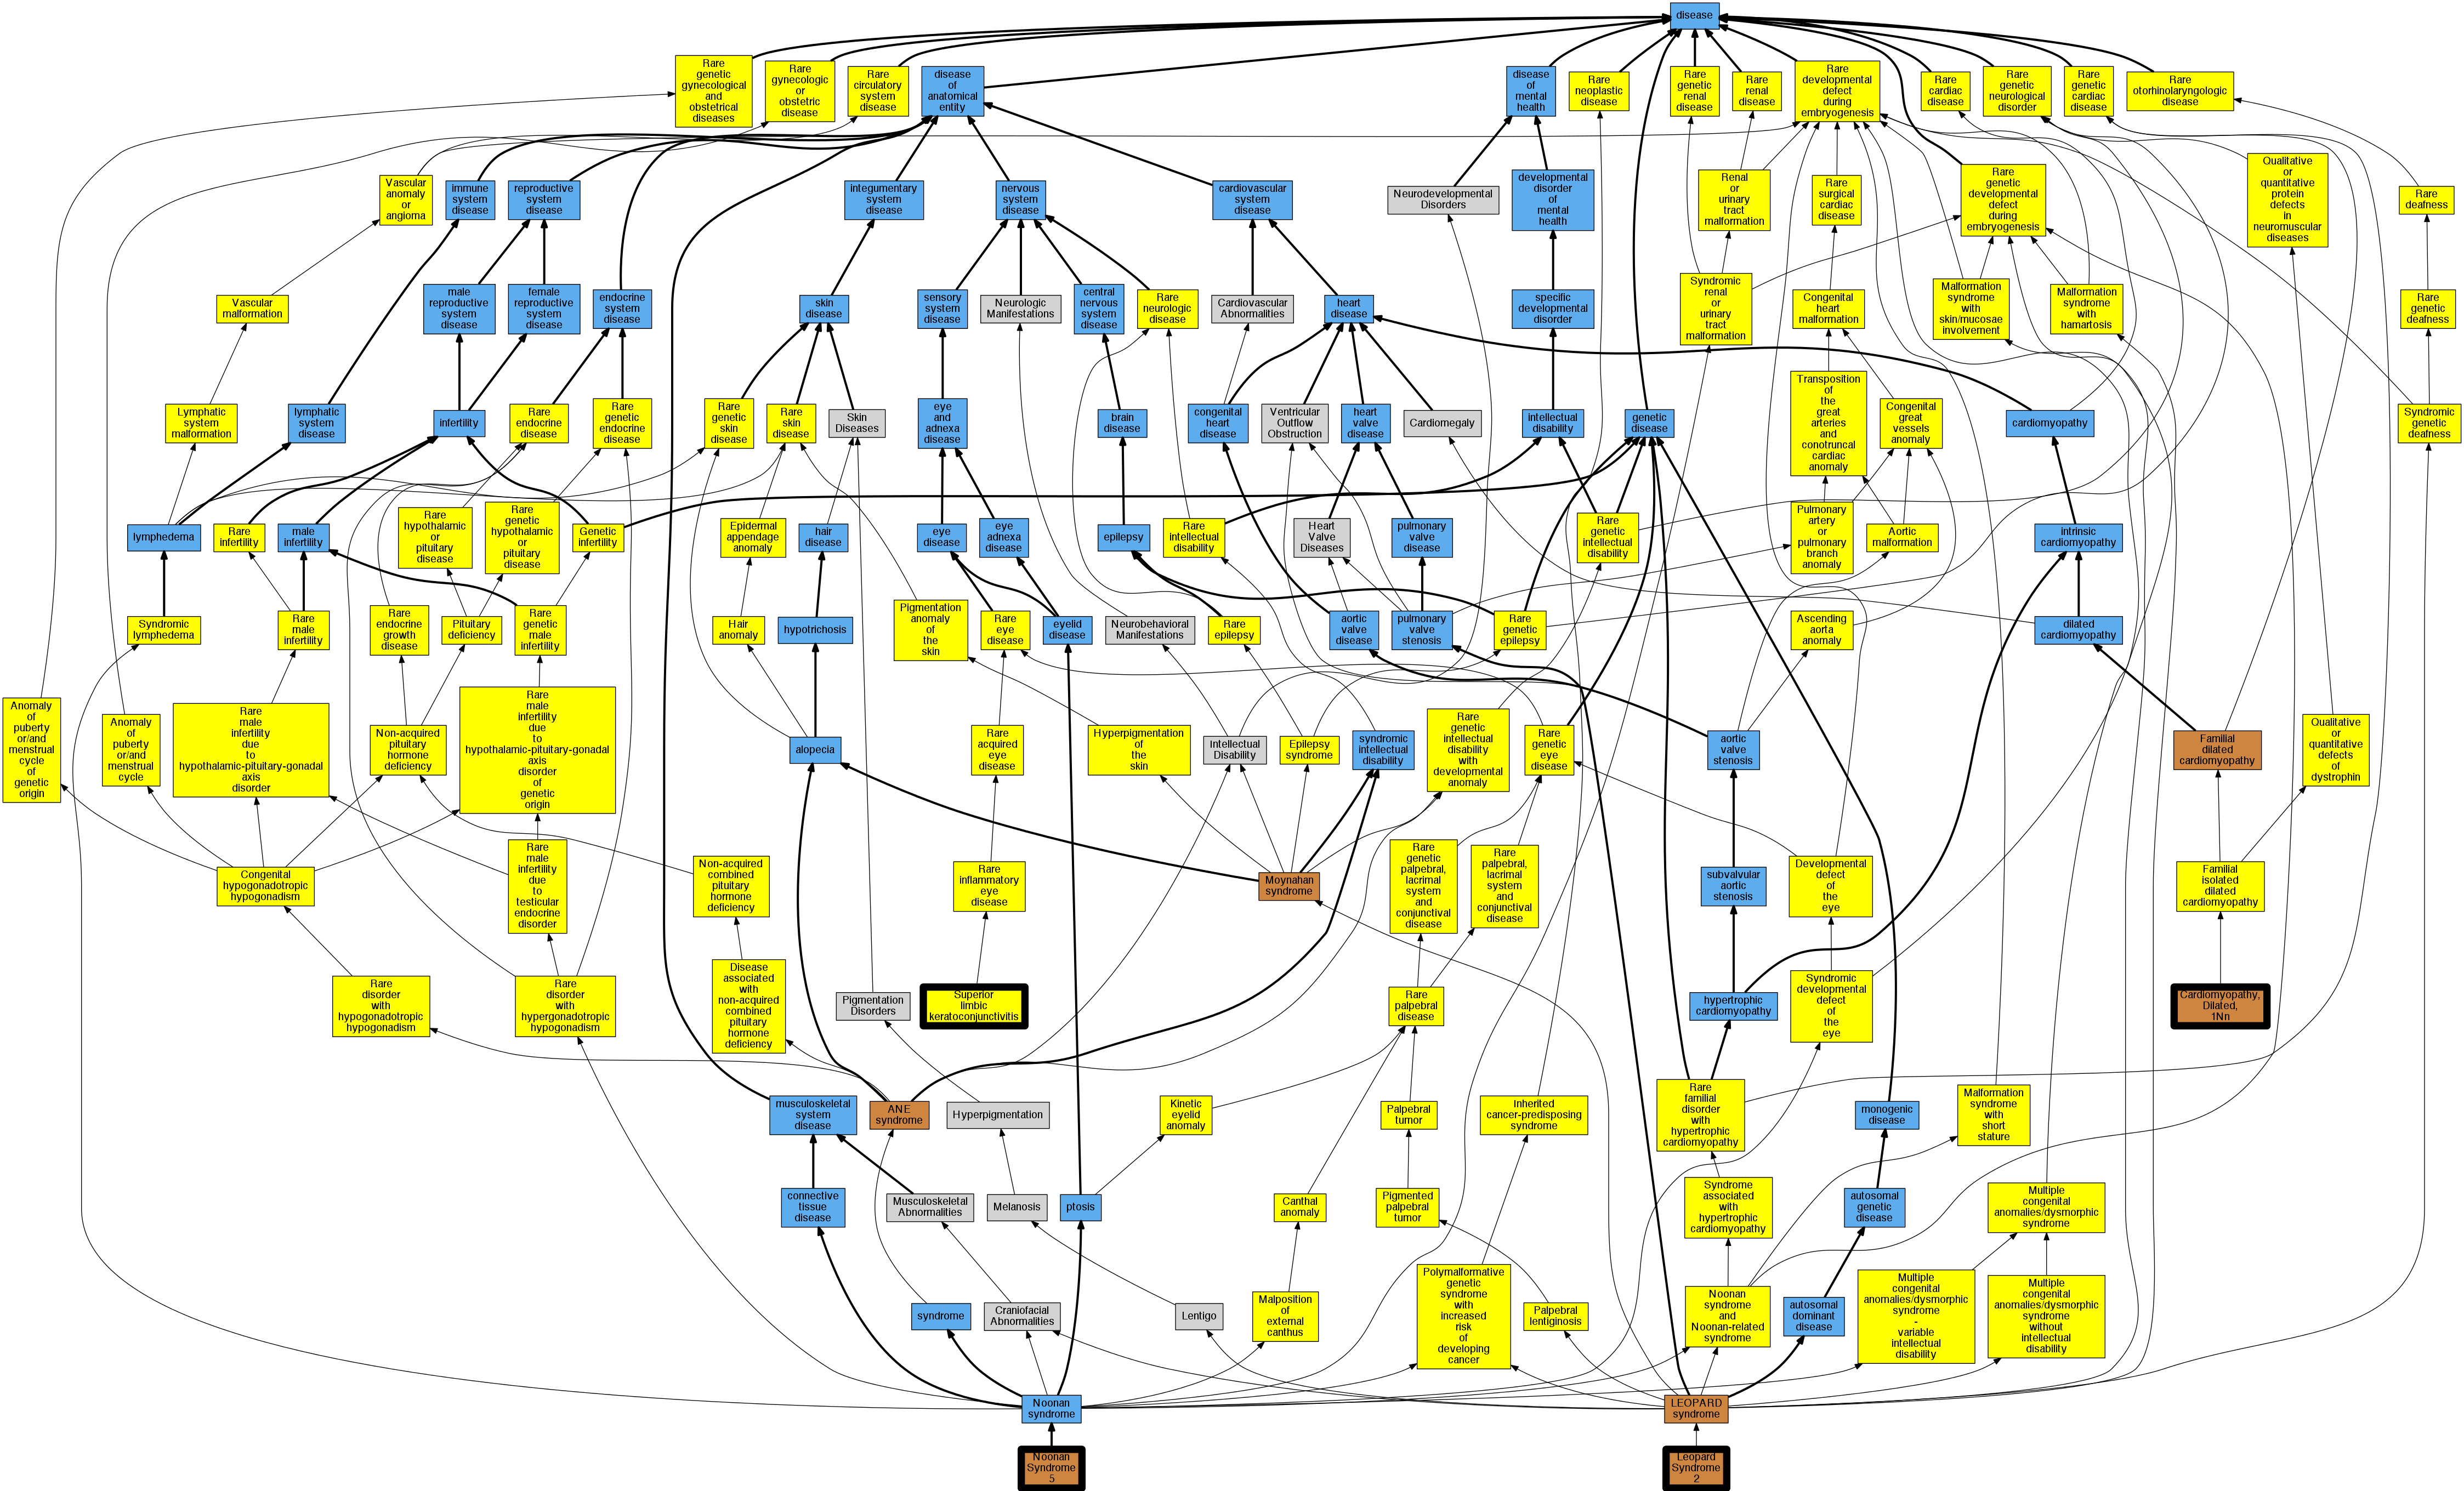 disease
Rare
genetic
gynecological
and
obstetrical
diseases
Rare
gynecologic
or
obstetric
disease
Rare
circulatory
system
disease
disease
of
anatomical
entity
disease
of
mental
health
Rare
neoplastic
disease
Rare
genetic
renal
disease
Rare
renal
disease
Rare
developmental
defect
during
embryogenesis
Rare
cardiac
disease
Rare
genetic
neurological
disorder
Rare
genetic
cardiac
disease
Rare
otorhinolaryngologic
disease
Vascular
anomaly
or
angioma
immune
system
disease
reproductive
system
disease
integumentary
system
disease
nervous
system
disease
cardiovascular
system
disease
Neurodevelopmental
Disorders
developmental
disorder
of
mental
health
Renal
or
urinary
tract
malformation
Rare
surgical
cardiac
disease
Rare
genetic
developmental
defect
during
embryogenesis
Qualitative
or
quantitative
protein
defects
in
neuromuscular
diseases
Rare
deafness
Vascular
malformation
male
reproductive
system
disease
female
reproductive
system
disease
endocrine
system
disease
skin
disease
sensory
system
disease
Neurologic
Manifestations
central
nervous
system
disease
Rare
neurologic
disease
Cardiovascular
Abnormalities
heart
disease
specific
developmental
disorder
Syndromic
renal
or
urinary
tract
malformation
Congenital
heart
malformation
Malformation
syndrome
with
skin/mucosae
involvement
Malformation
syndrome
with
hamartosis
Rare
genetic
deafness
Lymphatic
system
malformation
lymphatic
system
disease
infertility
Rare
endocrine
disease
Rare
genetic
endocrine
disease
Rare
genetic
skin
disease
Rare
skin
disease
Skin
Diseases
eye
and
adnexa
disease
brain
disease
congenital
heart
disease
Ventricular
Outflow
Obstruction
heart
valve
disease
Cardiomegaly
intellectual
disability
genetic
disease
Transposition
of
the
great
arteries
and
conotruncal
cardiac
anomaly
Congenital
great
vessels
anomaly
cardiomyopathy
Syndromic
genetic
deafness
lymphedema
Rare
infertility
male
infertility
Rare
hypothalamic
or
pituitary
disease
Rare
genetic
hypothalamic
or
pituitary
disease
Genetic
infertility
Epidermal
appendage
anomaly
hair
disease
eye
disease
eye
adnexa
disease
epilepsy
Rare
intellectual
disability
Heart
Valve
Diseases
pulmonary
valve
disease
Rare
genetic
intellectual
disability
Pulmonary
artery
or
pulmonary
branch
anomaly
Aortic
malformation
intrinsic
cardiomyopathy
Syndromic
lymphedema
Rare
male
infertility
Rare
endocrine
growth
disease
Pituitary
deficiency
Rare
genetic
male
infertility
Hair
anomaly
hypotrichosis
Pigmentation
anomaly
of
the
skin
Rare
eye
disease
eyelid
disease
Neurobehavioral
Manifestations
Rare
epilepsy
aortic
valve
disease
pulmonary
valve
stenosis
Rare
genetic
epilepsy
Ascending
aorta
anomaly
dilated
cardiomyopathy
Anomaly
of
puberty
or/and
menstrual
cycle
of
genetic
origin
Anomaly
of
puberty
or/and
menstrual
cycle
Rare
male
infertility
due
to
hypothalamic-pituitary-gonadal
axis
disorder
Non-acquired
pituitary
hormone
deficiency
Rare
male
infertility
due
to
hypothalamic-pituitary-gonadal
axis
disorder
of
genetic
origin
alopecia
Rare
acquired
eye
disease
Hyperpigmentation
of
the
skin
Intellectual
Disability
Epilepsy
syndrome
syndromic
intellectual
disability
Rare
genetic
intellectual
disability
with
developmental
anomaly
Rare
genetic
eye
disease
aortic
valve
stenosis
Familial
dilated
cardiomyopathy
Qualitative
or
quantitative
defects
of
dystrophin
Congenital
hypogonadotropic
hypogonadism
Rare
male
infertility
due
to
testicular
endocrine
disorder
Non-acquired
combined
pituitary
hormone
deficiency
Rare
inflammatory
eye
disease
Moynahan
syndrome
Rare
genetic
palpebral,
lacrimal
system
and
conjunctival
disease
Rare
palpebral,
lacrimal
system
and
conjunctival
disease
subvalvular
aortic
stenosis
Developmental
defect
of
the
eye
Familial
isolated
dilated
cardiomyopathy
Rare
disorder
with
hypogonadotropic
hypogonadism
Rare
disorder
with
hypergonadotropic
hypogonadism
Disease
associated
with
non-acquired
combined
pituitary
hormone
deficiency
Pigmentation
Disorders
Superior
limbic
keratoconjunctivitis
Rare
palpebral
disease
hypertrophic
cardiomyopathy
Syndromic
developmental
defect
of
the
eye
Cardiomyopathy,
Dilated,
1Nn
musculoskeletal
system
disease
ANE
syndrome
Hyperpigmentation
Kinetic
eyelid
anomaly
Palpebral
tumor
Inherited
cancer-predisposing
syndrome
Rare
familial
disorder
with
hypertrophic
cardiomyopathy
monogenic
disease
Malformation
syndrome
with
short
stature
connective
tissue
disease
Musculoskeletal
Abnormalities
Melanosis
ptosis
Canthal
anomaly
Pigmented
palpebral
tumor
Syndrome
associated
with
hypertrophic
cardiomyopathy
autosomal
genetic
disease
Multiple
congenital
anomalies/dysmorphic
syndrome
syndrome
Craniofacial
Abnormalities
Lentigo
Malposition
of
external
canthus
Polymalformative
genetic
syndrome
with
increased
risk
of
developing
cancer
Palpebral
lentiginosis
Noonan
syndrome
and
Noonan-related
syndrome
autosomal
dominant
disease
Multiple
congenital
anomalies/dysmorphic
syndrome
-
variable
intellectual
disability
Multiple
congenital
anomalies/dysmorphic
syndrome
without
intellectual
disability
Noonan
syndrome
LEOPARD
syndrome
Noonan
Syndrome
5
Leopard
Syndrome
2